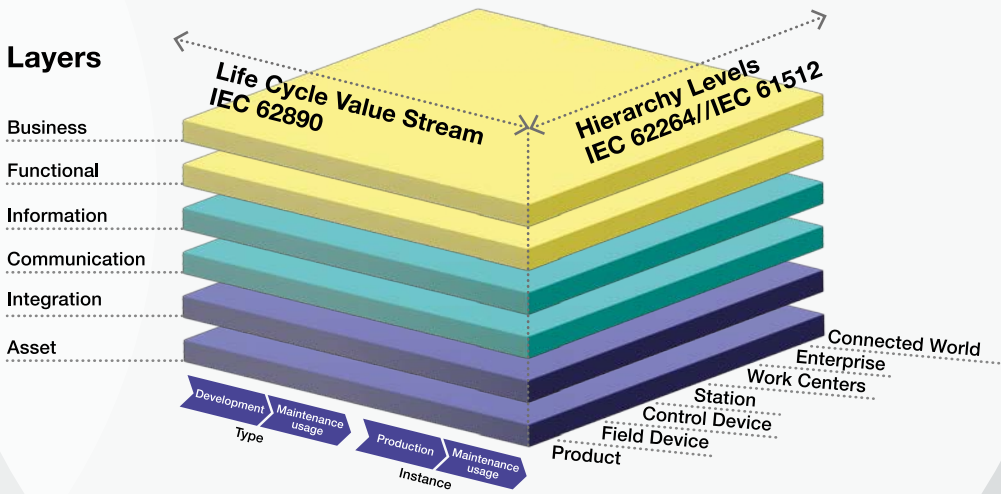 Layers
Life Cycle Value Stream
IEC 62890
Hierarchy Levels
IEC 62264//IEC 61512
Business
Functional
Information
Communication
Integration
Asset
Connected World
Enterprise
Work Centers
Station
Control Device
Field Device
Product
Development
Maintenance
usage
Type
Production
Maintenance
usage
Instance